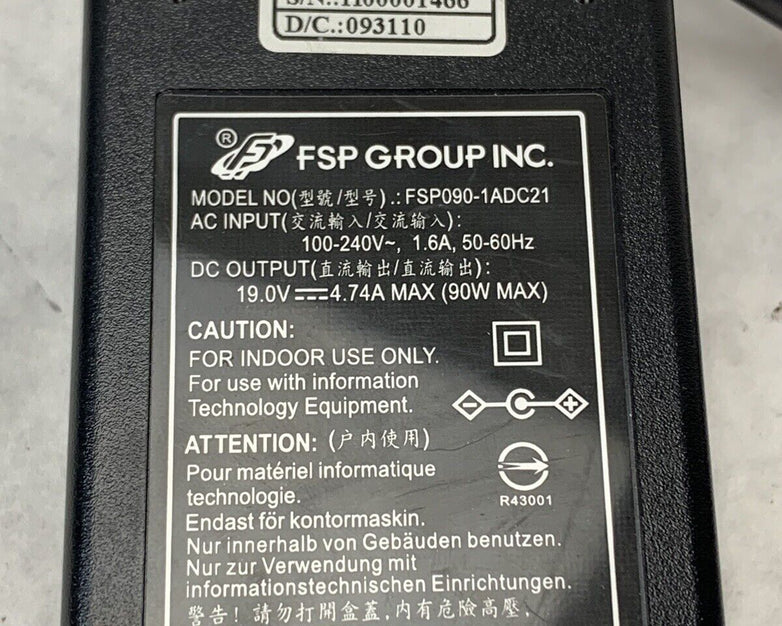 S/N.:H00001466
D/C.:093110
® FSP GROUP INC.
MODEL NO(型號/型号).: FSP090-1ADC21
AC INPUT(交流輸入/交流输入):
100-240V~, 1.6A, 50-60Hz
DC OUTPUT(直流輸出/直流输出):
19.0V⎓4.74A MAX (90W MAX)
CAUTION:
FOR INDOOR USE ONLY.
For use with information
Technology Equipment.
ATTENTION: (户内使用)
Pour matériel informatique
technologie.
R43001
Endast för kontormaskin.
Nur innerhalb von Gebäuden benutzen.
Nur zur Verwendung mit
informationstechnischen Einrichtungen.
警告! 請勿打開盒蓋,内有危險高壓,